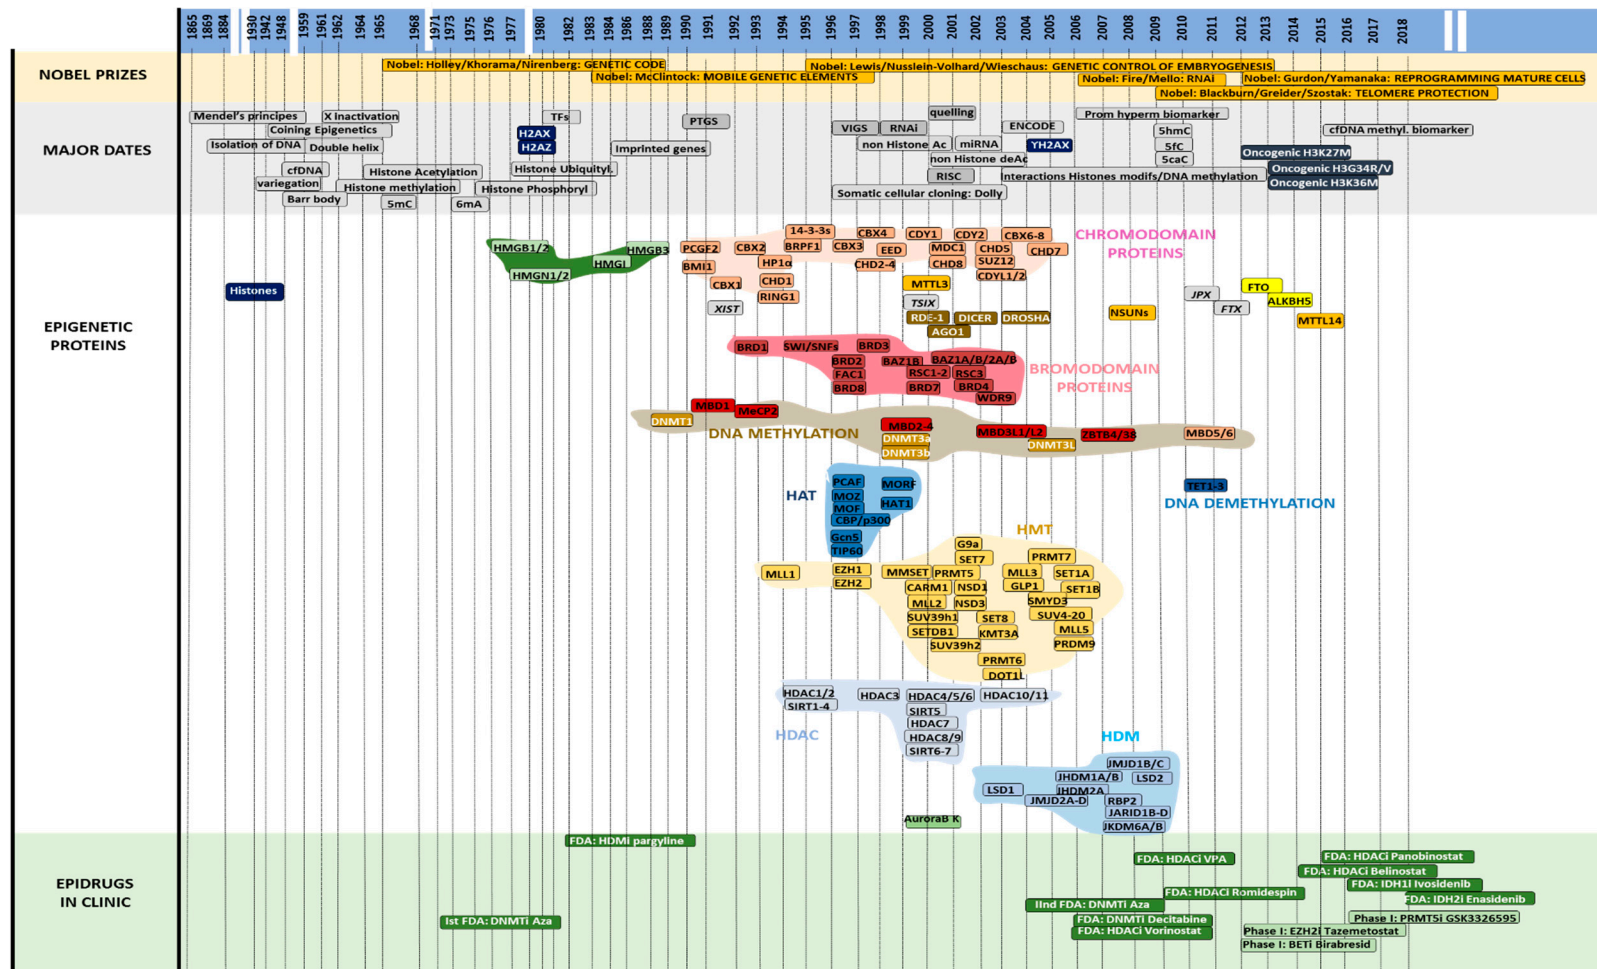 1865 1869 1884 1930 1942 1948 1959 1961 1962 1964 1965 1968 1971 1973 1975 1976 1977 1980 1982 1983 1984 1986 1987 1988 1989 1990 1991 1992 1993 1994 1995 1996 1997 1998 1999 2000 2001 2002 2003 2004 2005 2006 2007 2008 2009 2010 2011 2012 2013 2014 2015 2016 2017 2018
NOBEL PRIZES
Nobel: Holley/Khorama/Nirenberg: GENETIC CODE
Nobel: Lewis/Nusslein-Volhard/Wieschaus: GENETIC CONTROL OF EMBRYOGENESIS
Nobel: McClintock: MOBILE GENETIC ELEMENTS
Nobel: Fire/Mello: RNAi
Nobel: Gurdon/Yamanaka: REPROGRAMMING MATURE CELLS
Nobel: Blackburn/Greider/Szostak: TELOMERE PROTECTION
MAJOR DATES
Mendel's principes
X inactivation
TFs
PTGS
quelling
Prom hyperm biomarker
Coining Epigenetics
H2AX
VIGS
RNAi
ENCODE
5hmC
cfDNA methyl. biomarker
Isolation of DNA
Double helix
H2AZ
Imprinted genes
non Histone Ac
miRNA
YH2AX
5fC
Oncogenic H3K27M
cfDNA
Histone Acetylation
Histone Ubiquityl.
non Histone deAc
5caC
Oncogenic H3G34R/V
variegation
Histone methylation
Histone Phosphoryl
RISC
Interactions Histones modifs/DNA methylation
Oncogenic H3K36M
Barr body
5mC
6mA
Somatic cellular cloning: Dolly
EPIGENETIC
PROTEINS
HMGB1/2
HMGB3
HMGI
HMGN1/2
Histones
PCGF2
CBX2
14-3-3s
BRPF1
CBX4
CBX3
EED
CDY1
CDY2
CBX6-8
MDC1
CHD5
CHD7
BMI1
HP1α
CHD2-4
CHD8
SUZ12
CDYL1/2
CBX1
CHD1
RING1
CHROMODOMAIN
PROTEINS
XIST
MTTL3
TSIX
RDE-1
DICER
DROSHA
AGO1
NSUNs
JPX
FTX
FTO
ALKBH5
MTTL14
BRD1
SWI/SNFs
BRD3
BRD2
BAZ1B
BAZ1A/B/2A/B
FAC1
RSC1-2
RSC3
BRD8
BRD7
BRD4
WDR9
BROMODOMAIN
PROTEINS
DNMT1
MBD1
MeCP2
DNA METHYLATION
MBD2-4
DNMT3a
DNMT3b
MBD3L1/L2
DNMT3L
ZBTB4/38
MBD5/6
HAT
PCAF
MORF
MOZ
MOF
HAT1
CBP/p300
Gcn5
TIP60
TET1-3
DNA DEMETHYLATION
HMT
MLL1
EZH1
EZH2
MMSET
G9a
SET7
PRMT5
CARM1
NSD1
MLL2
NSD3
SUV39h1
SET8
SETDB1
KMT3A
SUV39h2
PRMT6
DOT1L
PRMT7
MLL3
SET1A
GLP1
SET1B
SMYD3
SUV4-20
MLL5
PRDM9
HDAC
HDAC1/2
SIRT1-4
HDAC3
HDAC4/5/6
HDAC10/11
SIRT5
HDAC7
HDAC8/9
SIRT6-7
HDM
JMJD1B/C
JHDM1A/B
LSD2
LSD1
JHDM2A
JMJD2A-D
RBP2
JARID1B-D
JKDM6A/B
AuroraB K
EPIDRUGS
IN CLINIC
FDA: HDMi pargyline
FDA: HDACi VPA
FDA: HDACi Panobinostat
FDA: HDACi Belinostat
FDA: IDH1i Ivosidenib
FDA: HDACi Romidespin
FDA: IDH2i Enasidenib
IInd FDA: DNMTi Aza
Ist FDA: DNMTi Aza
FDA: DNMTi Decitabine
Phase I: PRMT5i GSK3326595
FDA: HDACi Vorinostat
Phase I: EZH2i Tazemetostat
Phase I: BETi Birabresid